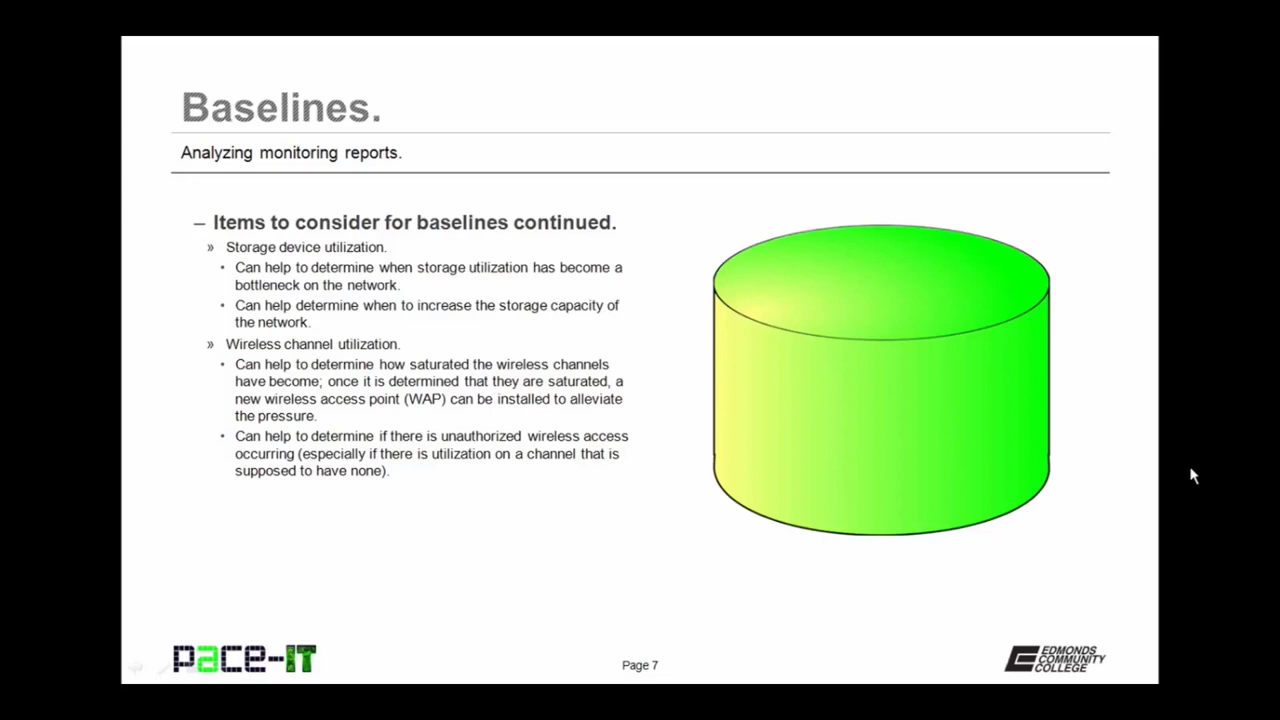 Baselines.
Analyzing monitoring reports.
– Items to consider for baselines continued.
» Storage device utilization.
• Can help to determine when storage utilization has become a
bottleneck on the network.
• Can help determine when to increase the storage capacity of
the network.
» Wireless channel utilization.
• Can help to determine how saturated the wireless channels
have become; once it is determined that they are saturated, a
new wireless access point (WAP) can be installed to alleviate
the pressure.
• Can help to determine if there is unauthorized wireless access
occurring (especially if there is utilization on a channel that is
supposed to have none).
pace-IT
Page 7
EDMONDS
COMMUNITY
COLLEGE